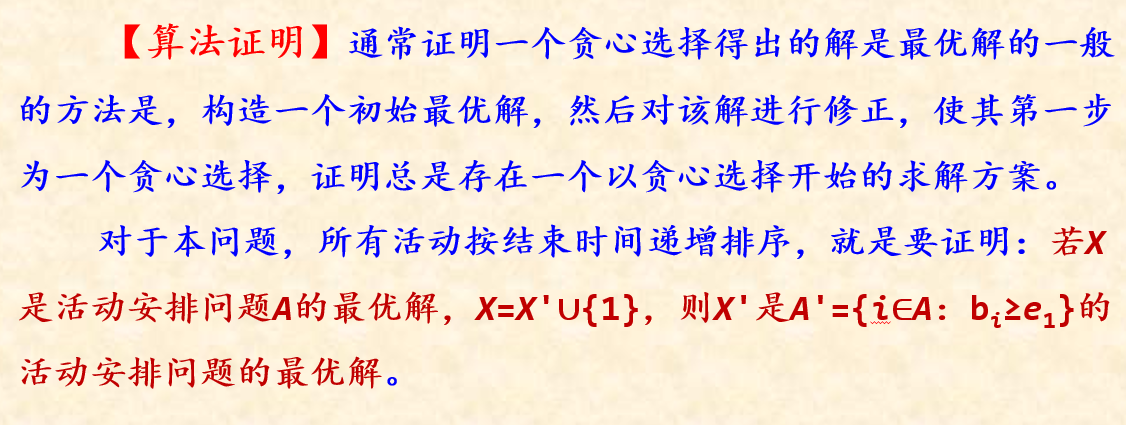 【算法证明】通常证明一个贪心选择得出的解是最优解的一般
的方法是，构造一个初始最优解，然后对该解进行修正，使其第一步
为一个贪心选择，证明总是存在一个以贪心选择开始的求解方案。
对于本问题，所有活动按结束时间递增排序，就是要证明：若X
是活动安排问题A的最优解，X=X'∪{1}，则X'是A'={i∈A：bᵢ≥e₁}的
活动安排问题的最优解。